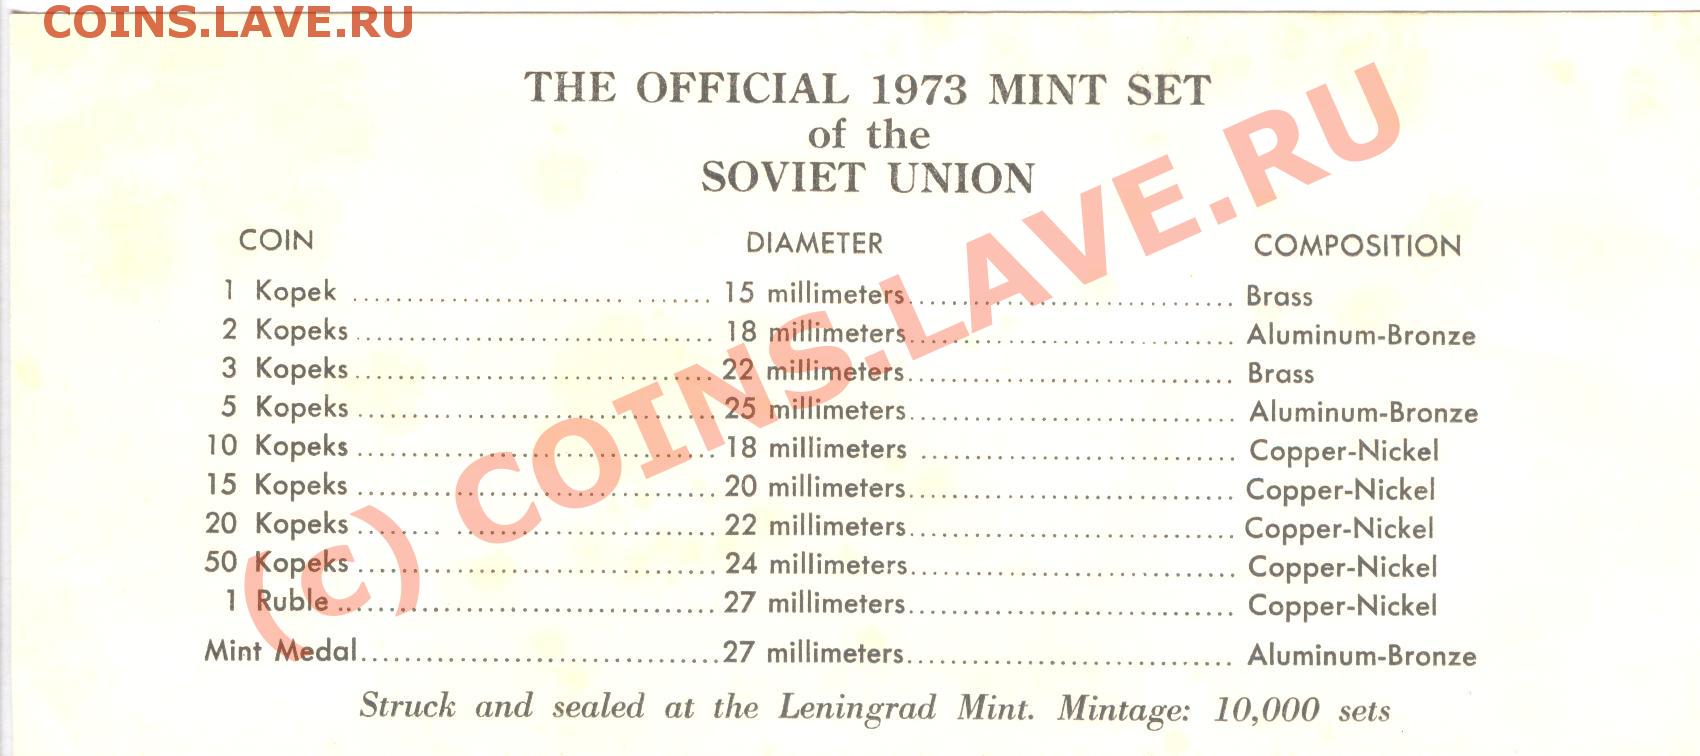 COINS.LAVE.RU
THE OFFICIAL 1973 MINT SET
of the
SOVIET UNION
COIN DIAMETER COMPOSITION
1 Kopek .......................... ....... 15 millimeters.............................. Brass
2 Kopeks ................................. 18 millimeters.............................. Aluminum-Bronze
3 Kopeks ................................. 22 millimeters.............................. Brass
5 Kopeks ................................. 25 millimeters.............................. Aluminum-Bronze
10 Kopeks ................................. 18 millimeters ............................. Copper-Nickel
15 Kopeks ................................. 20 millimeters.............................. Copper-Nickel
20 Kopeks ........ ........................ 22 millimeters.............................. Copper-Nickel
50 Kopeks ................................. 24 millimeters.............................. Copper-Nickel
1 Ruble ................................... 27 millimeters.............................. Copper-Nickel
Mint Medal................................. 27 millimeters.............................. Aluminum-Bronze
Struck and sealed at the Leningrad Mint. Mintage: 10,000 sets
(c) COINS.LAVE.RU